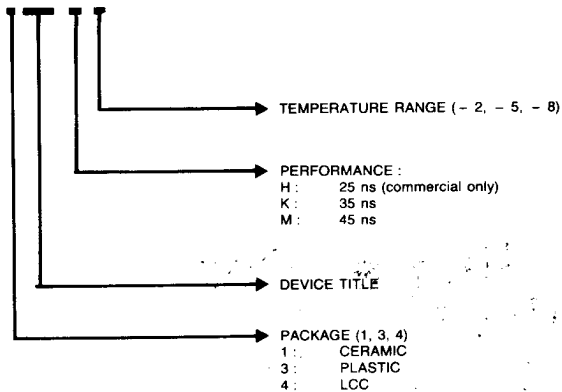 TEMPERATURE RANGE (– 2, – 5, – 8)
PERFORMANCE :
H : 25 ns (commercial only)
K : 35 ns
M : 45 ns
DEVICE TITLE
PACKAGE (1, 3, 4)
1 : CERAMIC
3 : PLASTIC
4 : LCC